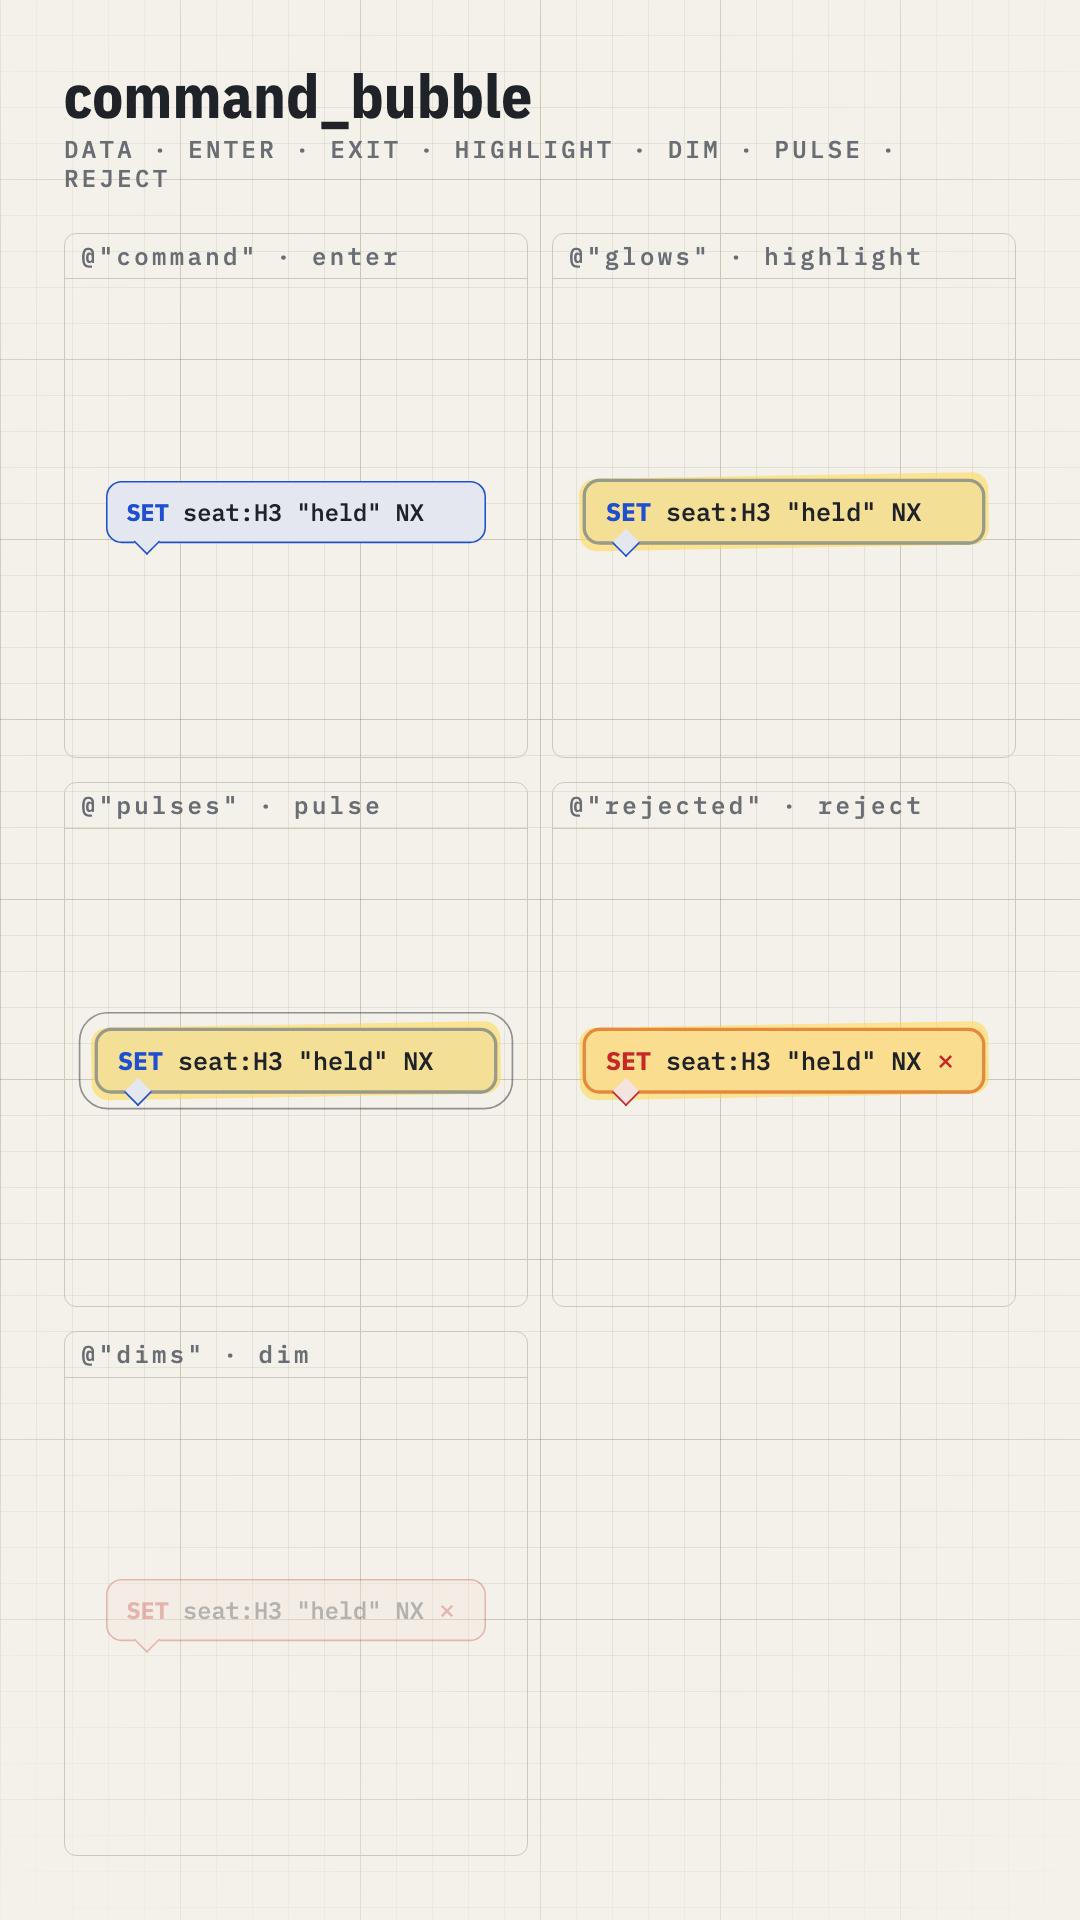 command_bubble
DATA · ENTER · EXIT · HIGHLIGHT · DIM · PULSE ·
REJECT
@"command" · enter
@"glows" · highlight
SET seat:H3 "held" NX
SET seat:H3 "held" NX
@"pulses" · pulse
@"rejected" · reject
SET seat:H3 "held" NX
SET seat:H3 "held" NX ×
@"dims" · dim
SET seat:H3 "held" NX ×